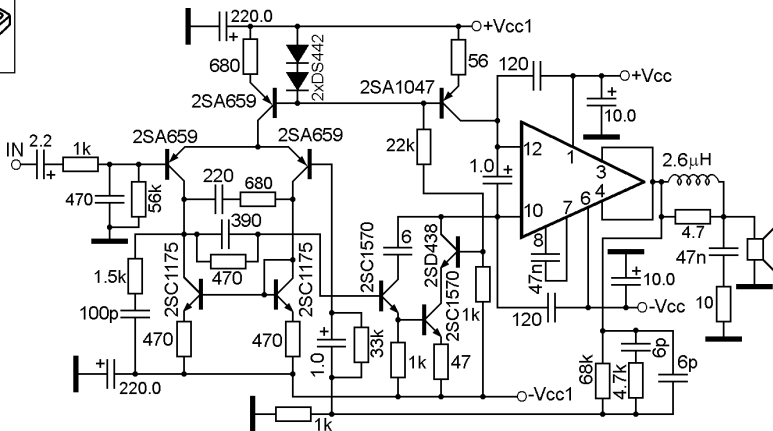 220.0
+
+Vcc1
680
2xDS442
56
120
+Vcc
2SA659
2SA1047
+
10.0
IN
2.2
1k
+
2SA659
2SA659
22k
12
1
3
2.6µH
470
56k
220
680
1.0
+
4
390
10
6
7
8
4.7
1.5k
470
2SC1175
2SC1175
2SC1570
6
2SD438
2SC1570
47n
47n
+
10.0
100p
1k
120
-Vcc
10
470
470
+
1.0
33k
1k
47
68k
4.7k
6p
6p
+
220.0
-Vcc1
1k